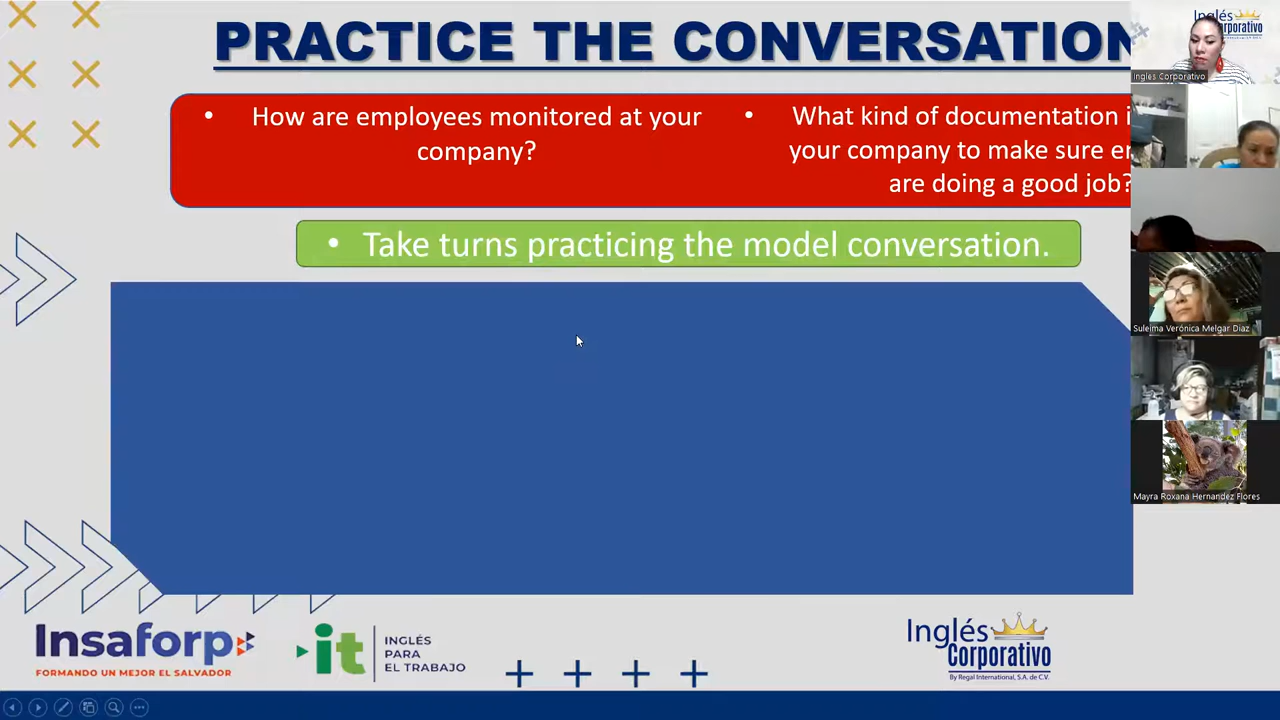 PRACTICE THE CONVERSATION
• How are employees monitored at your
company?
• What kind of documentation
your company to make sure
are doing a good job?
• Take turns practicing the model conversation.
Insaforp
FORMANDO UN MEJOR EL SALVADOR
it
INGLÉS
PARA
EL TRABAJO
Inglés
Corporativo
By Regal International, S.A. de C.V.
Inglés
Corporativo
Ingles Corporativo
Suleima Verónica Melgar Diaz
Mayra Roxana Hernandez Flores